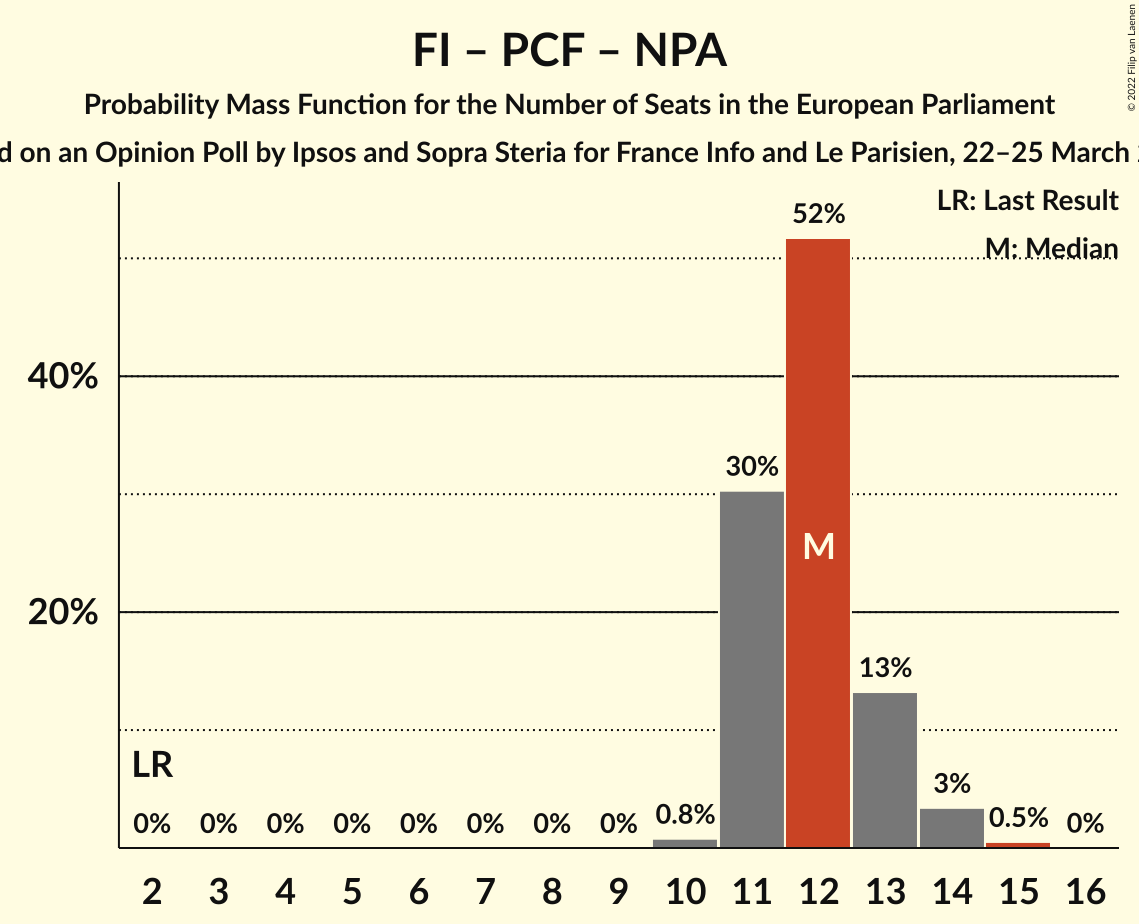 FI – PCF – NPA
Probability Mass Function for the Number of Seats in the European Parliament
on an Opinion Poll by Ipsos and Sopra Steria for France Info and Le Parisien, 22–25 March
© 2022 Filip van Laenen
LR: Last Result
M: Median
52%
40%
30%
M
20%
13%
LR
3%
0% 0% 0% 0% 0% 0% 0% 0% 0.8% 0.5% 0%
2 3 4 5 6 7 8 9 10 11 12 13 14 15 16